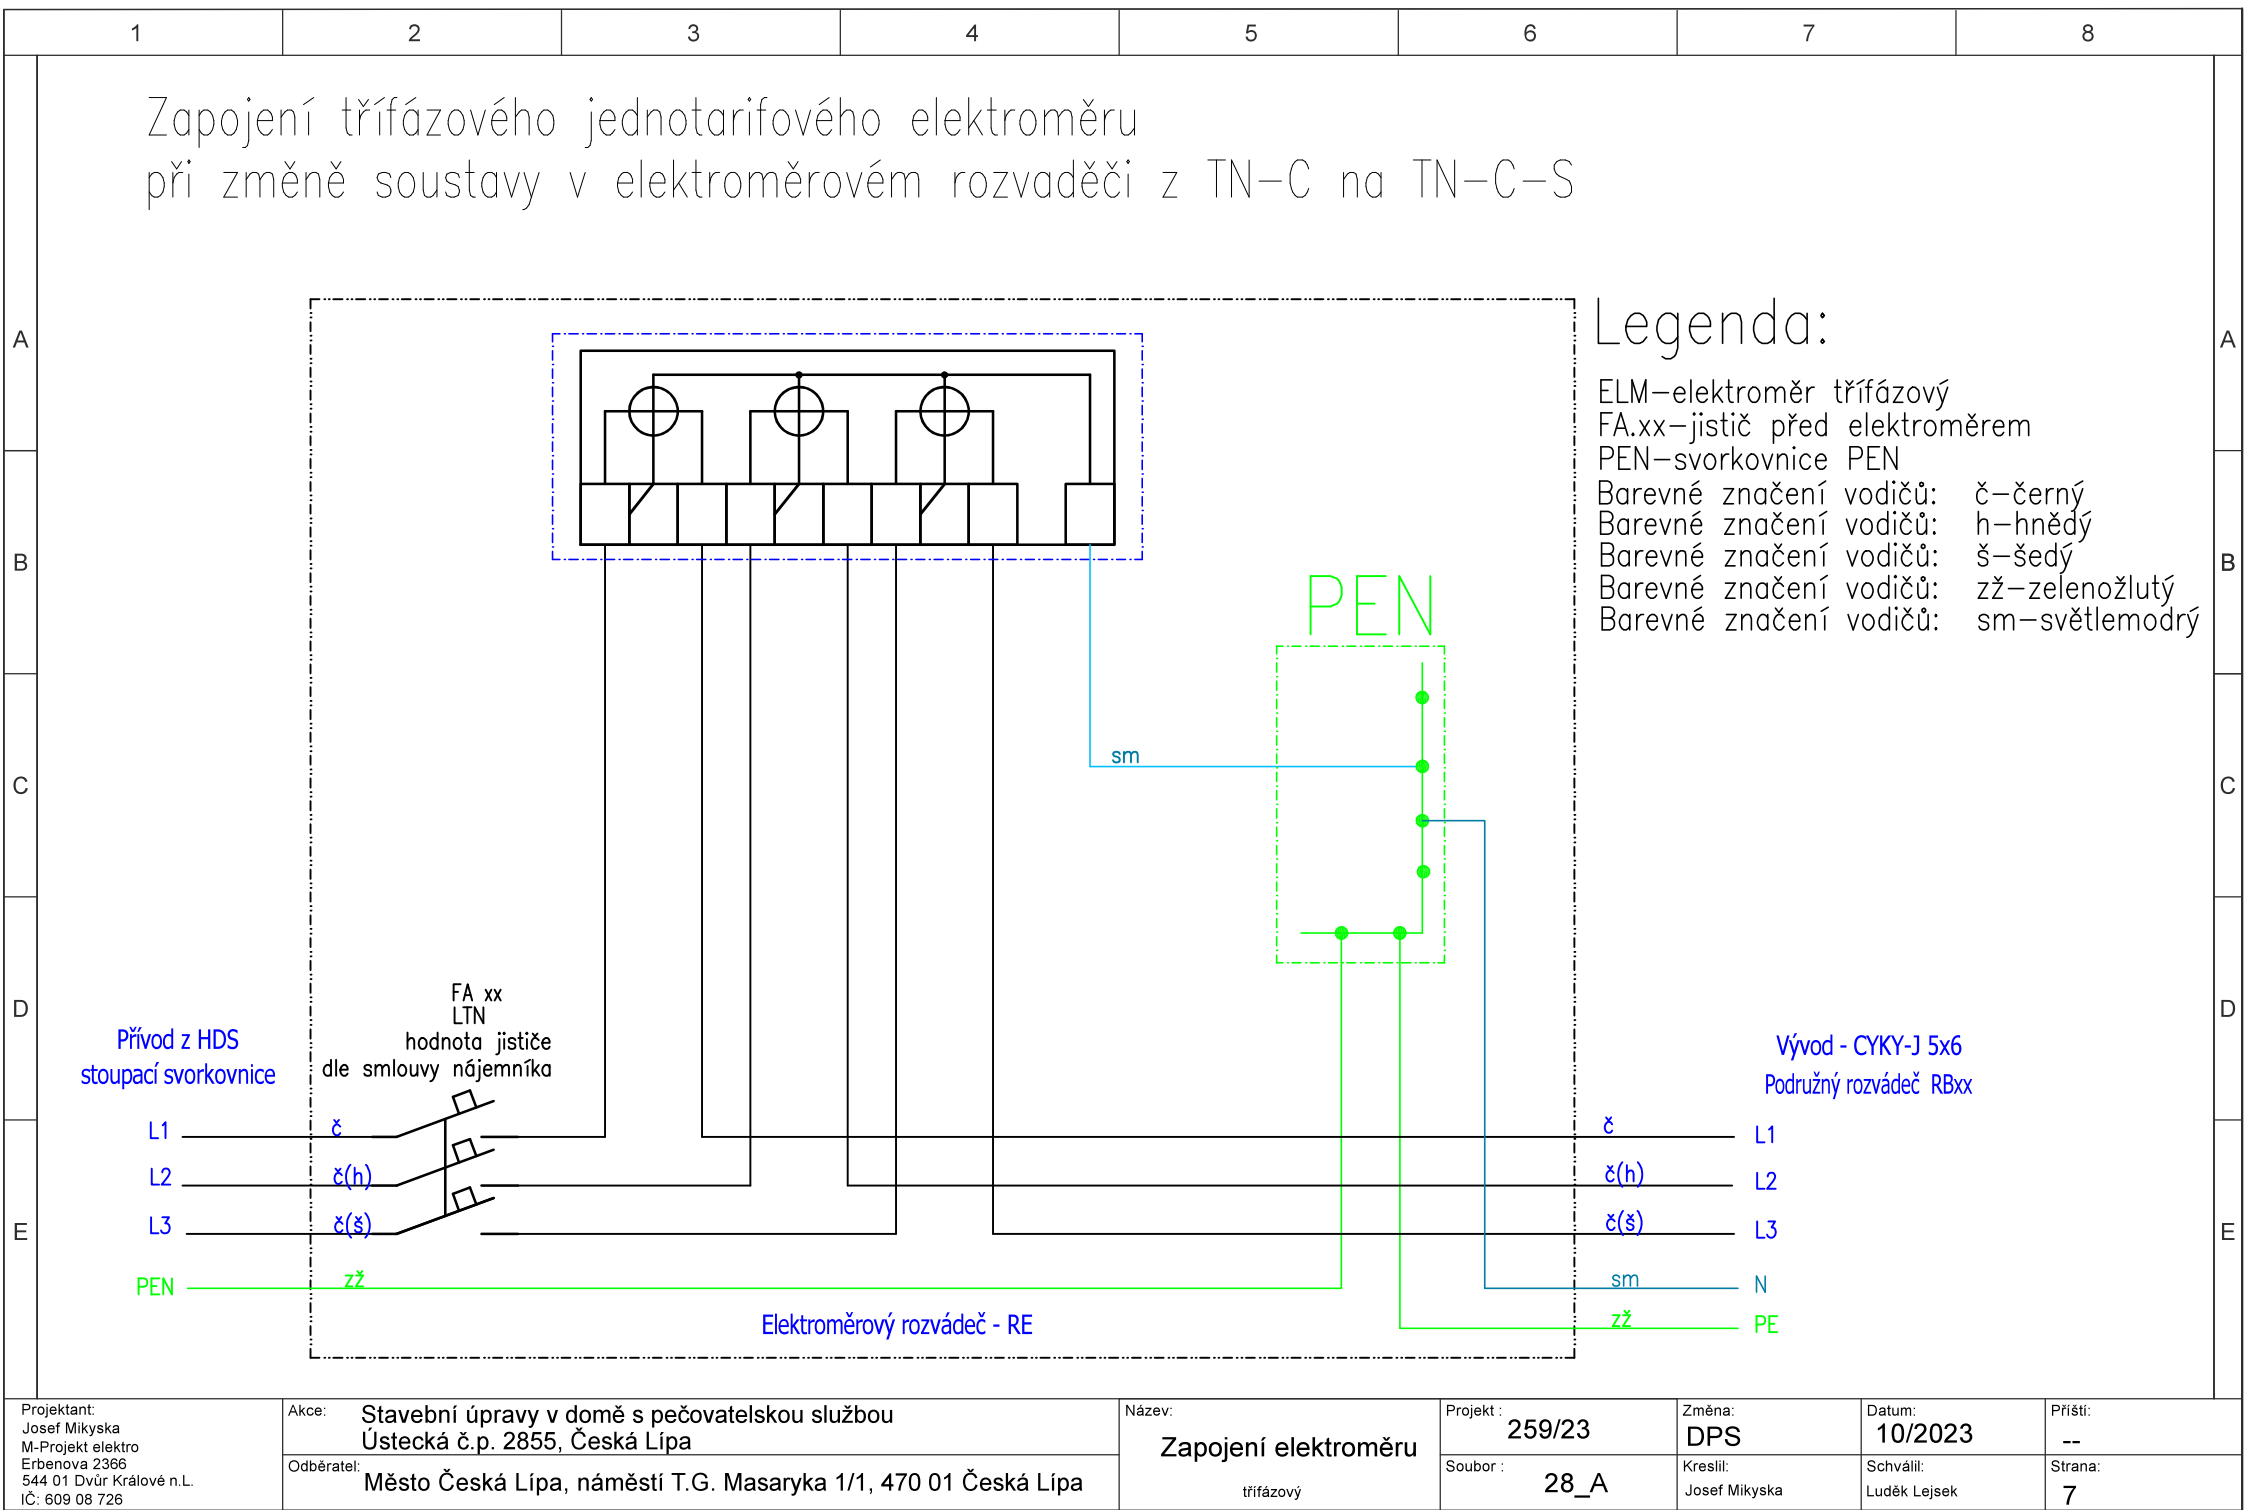 1 2 3 4 5 6 7 8
Zapojení třífázového jednotarifového elektroměru
při změně soustavy v elektroměrovém rozvaděči z TN-C na TN-C-S
A
A
B
B
C
C
D
D
E
E
Legenda:
ELM-elektroměr třífázový
FA.xx-jistič před elektroměrem
PEN-svorkovnice PEN
Barevné značení vodičů: č-černý
Barevné značení vodičů: h-hnědý
Barevné značení vodičů: š-šedý
Barevné značení vodičů: zž-zelenožlutý
Barevné značení vodičů: sm-světlemodrý
PEN
sm
FA xx
LTN
hodnota jističe
dle smlouvy nájemníka
Přívod z HDS
stoupací svorkovnice
Vývod - CYKY-J 5x6
Podružný rozváděč RBxx
L1 č č L1
L2 č(h) č(h) L2
L3 č(š) č(š) L3
PEN zž sm N
zž PE
Elektroměrový rozváděč - RE
Projektant:
Josef Mikyska
M-Projekt elektro
Erbenova 2366
544 01 Dvůr Králové n.L.
IČ: 609 08 726
Akce: Stavební úpravy v domě s pečovatelskou službou
Ústecká č.p. 2855, Česká Lípa
Odběratel: Město Česká Lípa, náměstí T.G. Masaryka 1/1, 470 01 Česká Lípa
Název:
Zapojení elektroměru
třífázový
Projekt : 259/23
Soubor : 28_A
Změna:
DPS
Kreslil:
Josef Mikyska
Datum:
10/2023
Schválil:
Luděk Lejsek
Příští:
--
Strana:
7